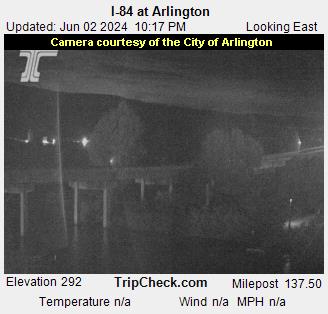 I-84 at Arlington
Updated: Jun 02 2024 10:17 PM Looking East
Camera courtesy of the City of Arlington
Elevation 292 TripCheck.com Milepost 137.50
Temperature n/a Wind n/a MPH n/a